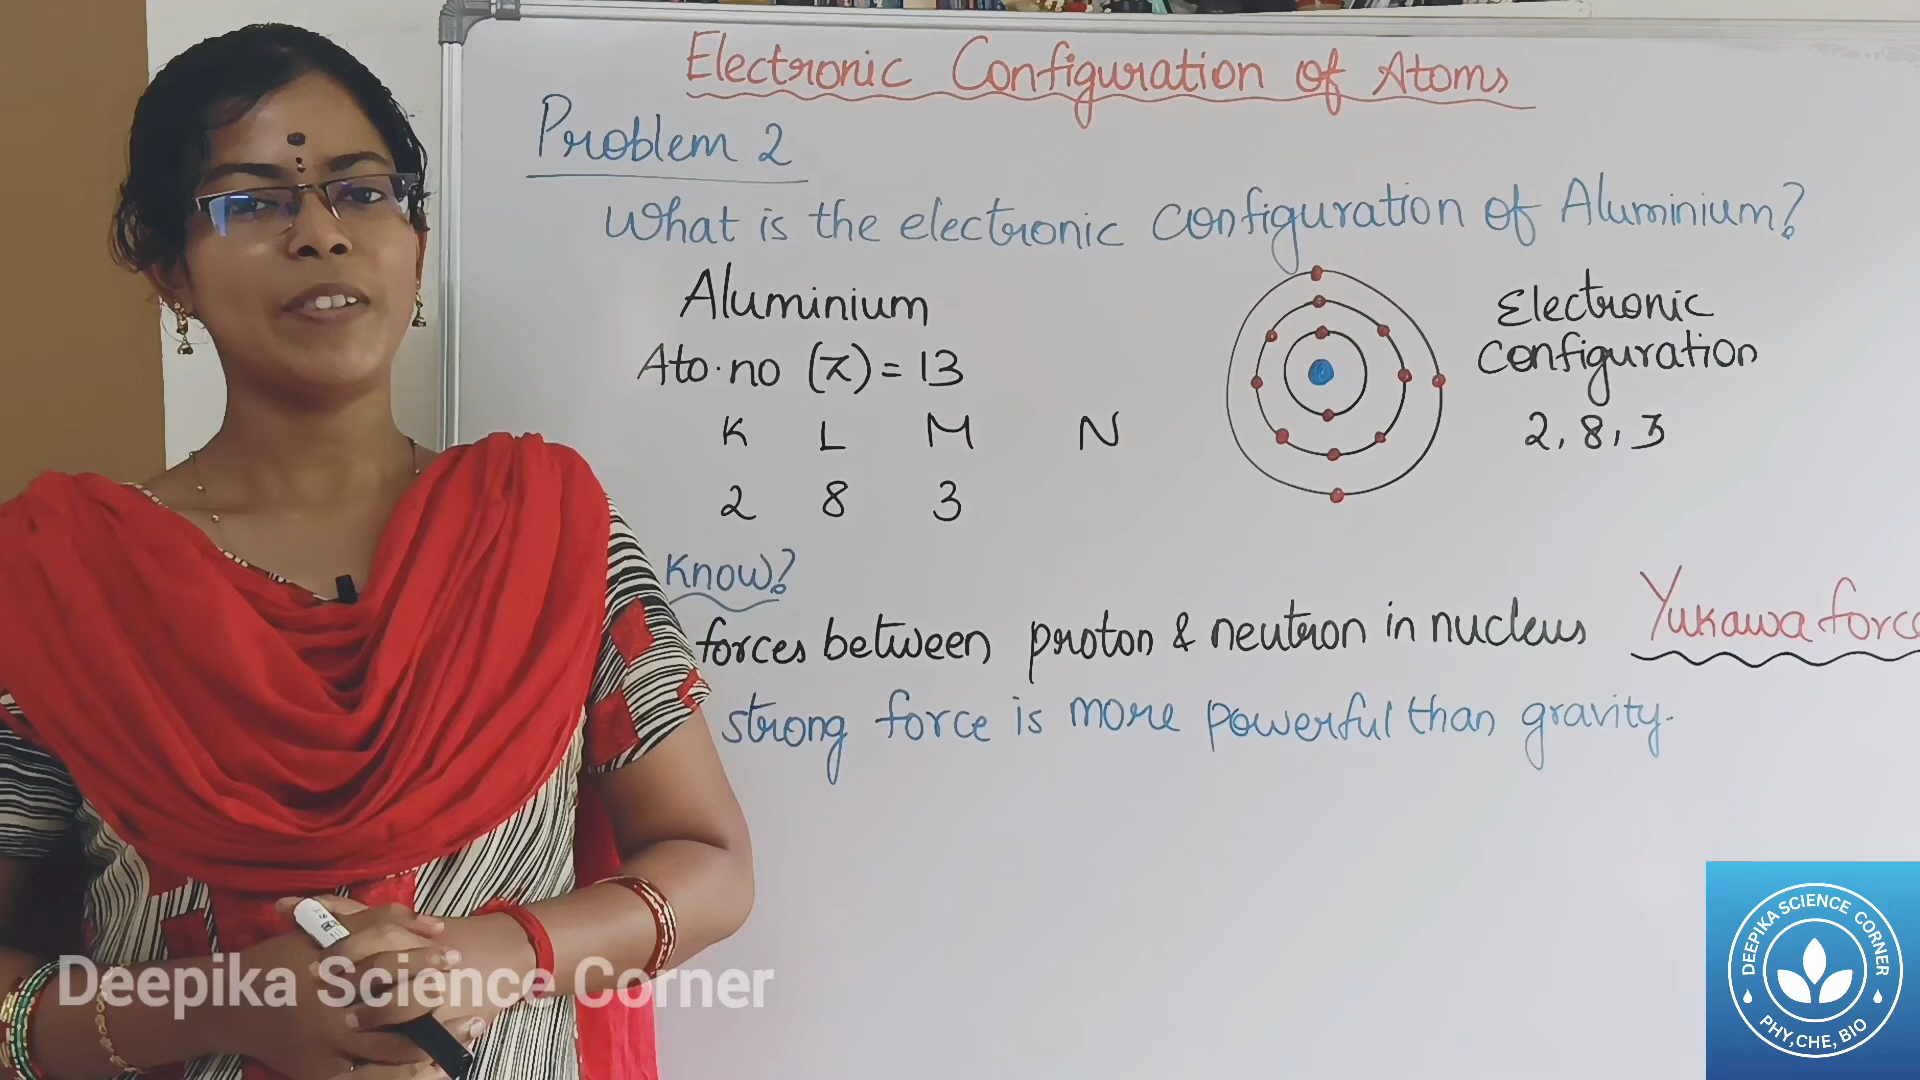 Electronic Configuration of Atoms
Problem 2
What is the electronic configuration of Aluminium?
Aluminium
Ato.no (Z) = 13
K L M N
2 8 3
Electronic
Configuration
2, 8, 3
Know?
forces between proton & neutron in nucleus Yukawa force
strong force is more powerful than gravity.
Deepika Science Corner
DEEPIKA SCIENCE CORNER
PHY,CHE, BIO